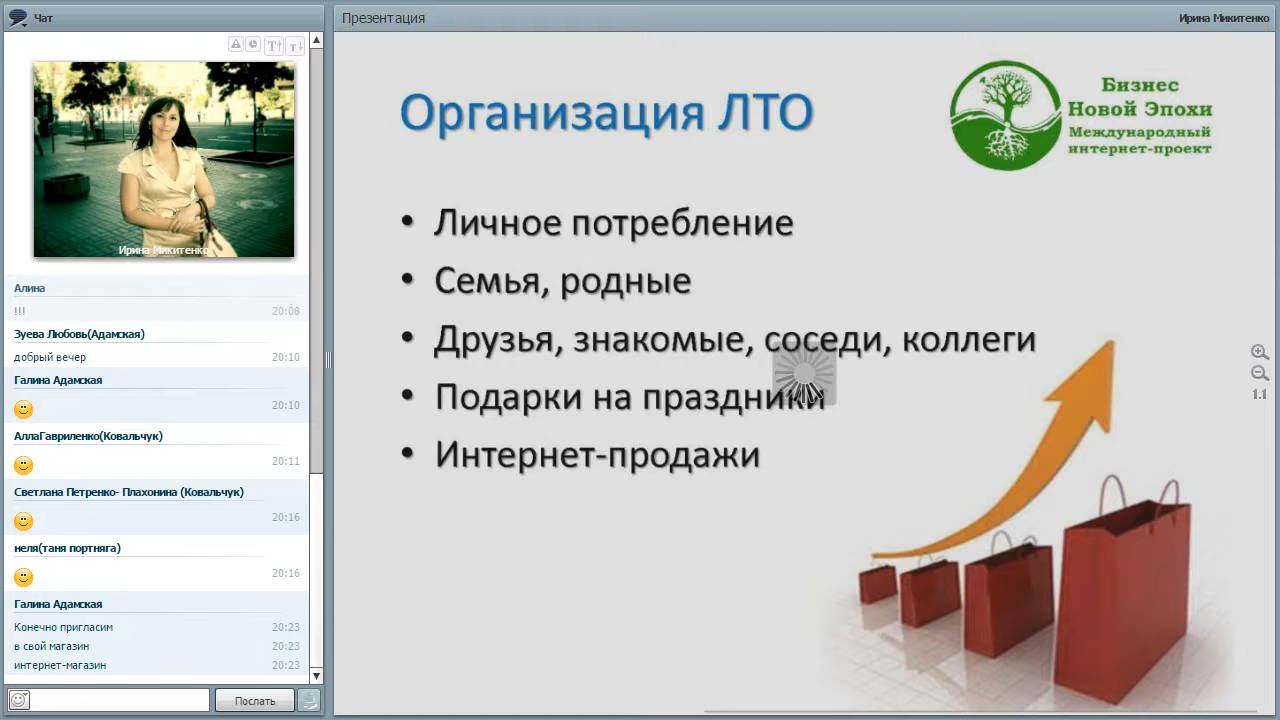 Чат
Ирина Микитенко
Алина
!!!
20:08
Зуева Любовь(Адамская)
добрый вечер
20:10
Галина Адамская
20:10
АллаГавриленко(Ковальчук)
20:11
Светлана Петренко- Плахонина (Ковальчук)
20:16
неля(таня портняга)
20:16
Галина Адамская
Конечно пригласим
20:23
в свой магазин
20:23
интернет-магазин
20:23
Послать
Презентация
Ирина Микитенко
Организация ЛТО
Бизнес
Новой Эпохи
Международный
интернет-проект
• Личное потребление
• Семья, родные
• Друзья, знакомые, соседи, коллеги
• Подарки на праздники
• Интернет-продажи
1.1